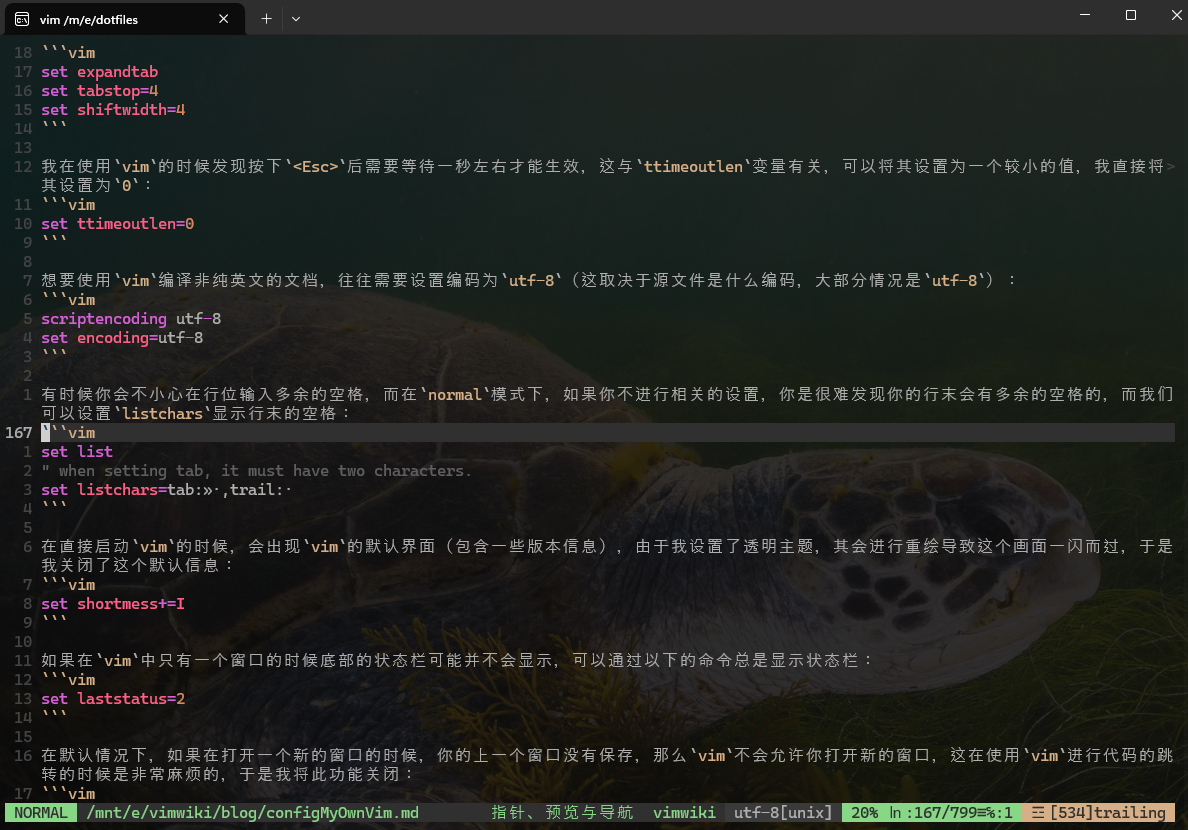 vim /m/e/dotfiles
18 ```vim
17 set expandtab
16 set tabstop=4
15 set shiftwidth=4
14 ```
13
12 我在使用`vim`的时候发现按下`<Esc>`后需要等待一秒左右才能生效，这与`ttimeoutlen`变量有关，可以将其设置为一个较小的值，我直接将>
其设置为`0`：
11 ```vim
10 set ttimeoutlen=0
9 ```
8
7 想要使用`vim`编译非纯英文的文档，往往需要设置编码为`utf-8`（这取决于源文件是什么编码，大部分情况是`utf-8`）：
6 ```vim
5 scriptencoding utf-8
4 set encoding=utf-8
3 ```
2
1 有时候你会不小心在行位输入多余的空格，而在`normal`模式下，如果你不进行相关的设置，你是很难发现你的行末会有多余的空格的，而我们
可以设置`listchars`显示行末的空格：
167 ```vim
1 set list
2 " when setting tab, it must have two characters.
3 set listchars=tab:»·,trail:·
4 ```
5
6 在直接启动`vim`的时候，会出现`vim`的默认界面（包含一些版本信息），由于我设置了透明主题，其会进行重绘导致这个画面一闪而过，于是
我关闭了这个默认信息：
7 ```vim
8 set shortmess+=I
9 ```
10
11 如果在`vim`中只有一个窗口的时候底部的状态栏可能并不会显示，可以通过以下的命令总是显示状态栏：
12 ```vim
13 set laststatus=2
14 ```
15
16 在默认情况下，如果在打开一个新的窗口的时候，你的上一个窗口没有保存，那么`vim`不会允许你打开新的窗口，这在使用`vim`进行代码的跳
转的时候是非常麻烦的，于是我将此功能关闭：
17 ```vim
NORMAL /mnt/e/vimwiki/blog/configMyOwnVim.md 指针、预览与导航 vimwiki utf-8[unix] 20% ㏑:167/799≡℅:1 ☲ [534]trailing